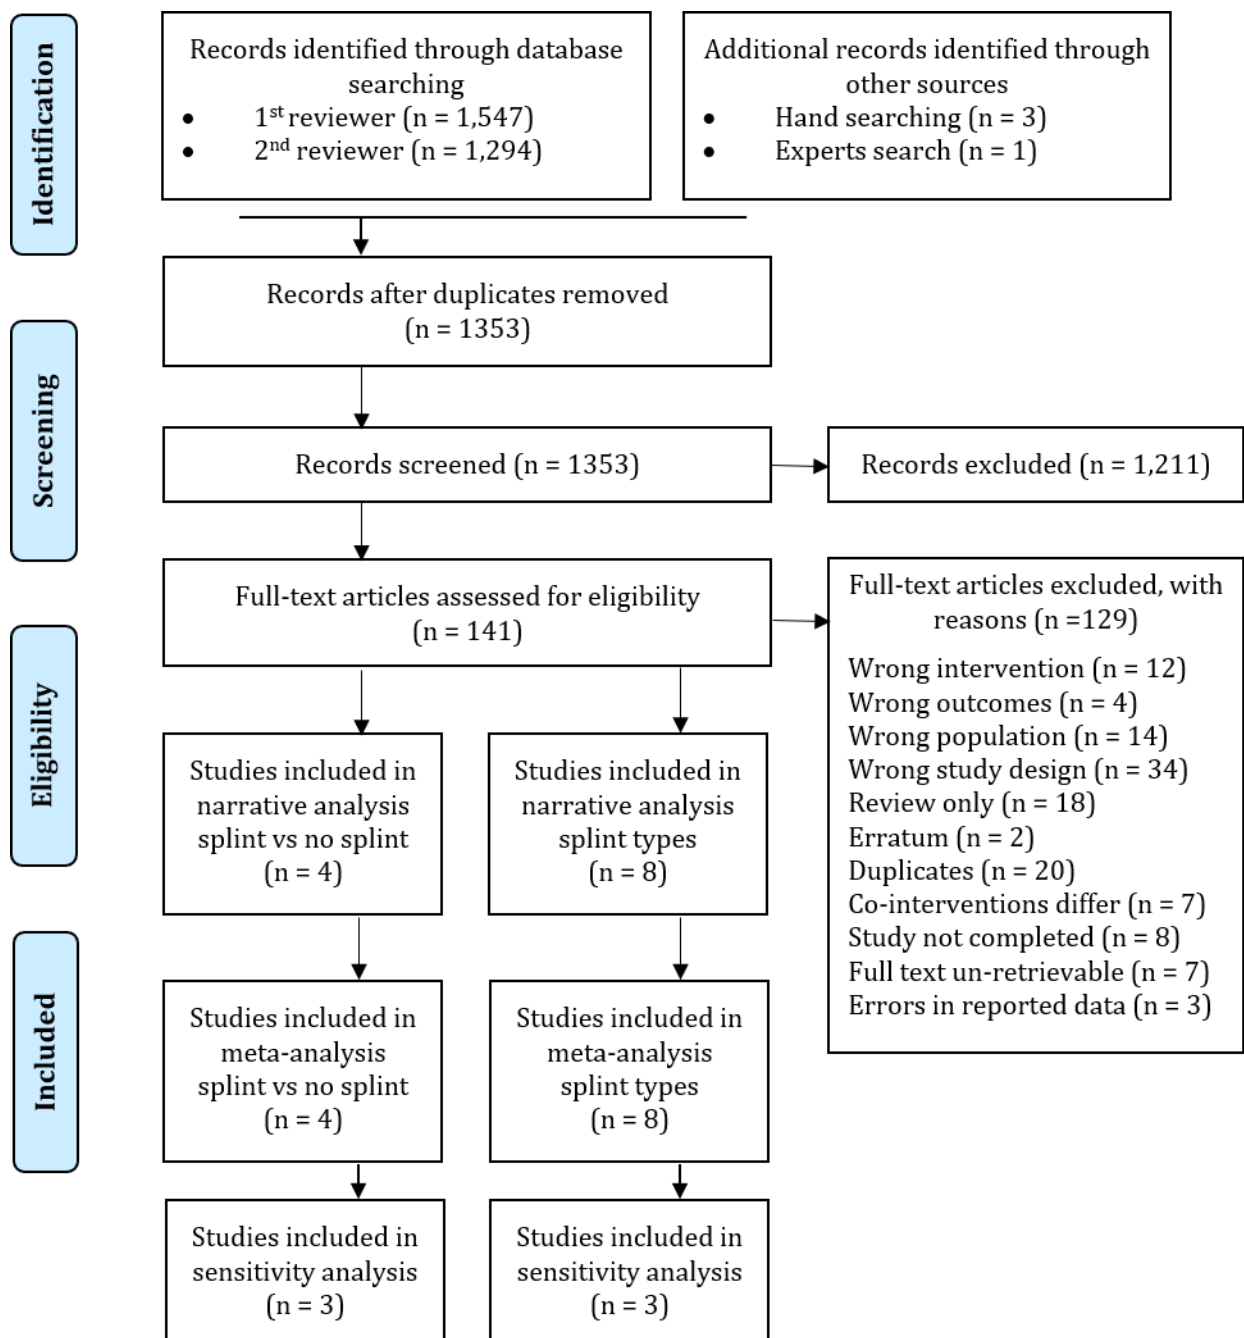 Identification
Records identified through database
searching
• 1st reviewer (n = 1,547)
• 2nd reviewer (n = 1,294)
Additional records identified through
other sources
• Hand searching (n = 3)
• Experts search (n = 1)
Records after duplicates removed
(n = 1353)
Screening
Records screened (n = 1353)
Records excluded (n = 1,211)
Full-text articles assessed for eligibility
(n = 141)
Full-text articles excluded, with
reasons (n =129)
Wrong intervention (n = 12)
Wrong outcomes (n = 4)
Wrong population (n = 14)
Wrong study design (n = 34)
Review only (n = 18)
Erratum (n = 2)
Duplicates (n = 20)
Co-interventions differ (n = 7)
Study not completed (n = 8)
Full text un-retrievable (n = 7)
Errors in reported data (n = 3)
Eligibility
Studies included in
narrative analysis
splint vs no splint
(n = 4)
Studies included in
narrative analysis
splint types
(n = 8)
Included
Studies included in
meta-analysis
splint vs no splint
(n = 4)
Studies included in
meta-analysis
splint types
(n = 8)
Studies included in
sensitivity analysis
(n = 3)
Studies included in
sensitivity analysis
(n = 3)